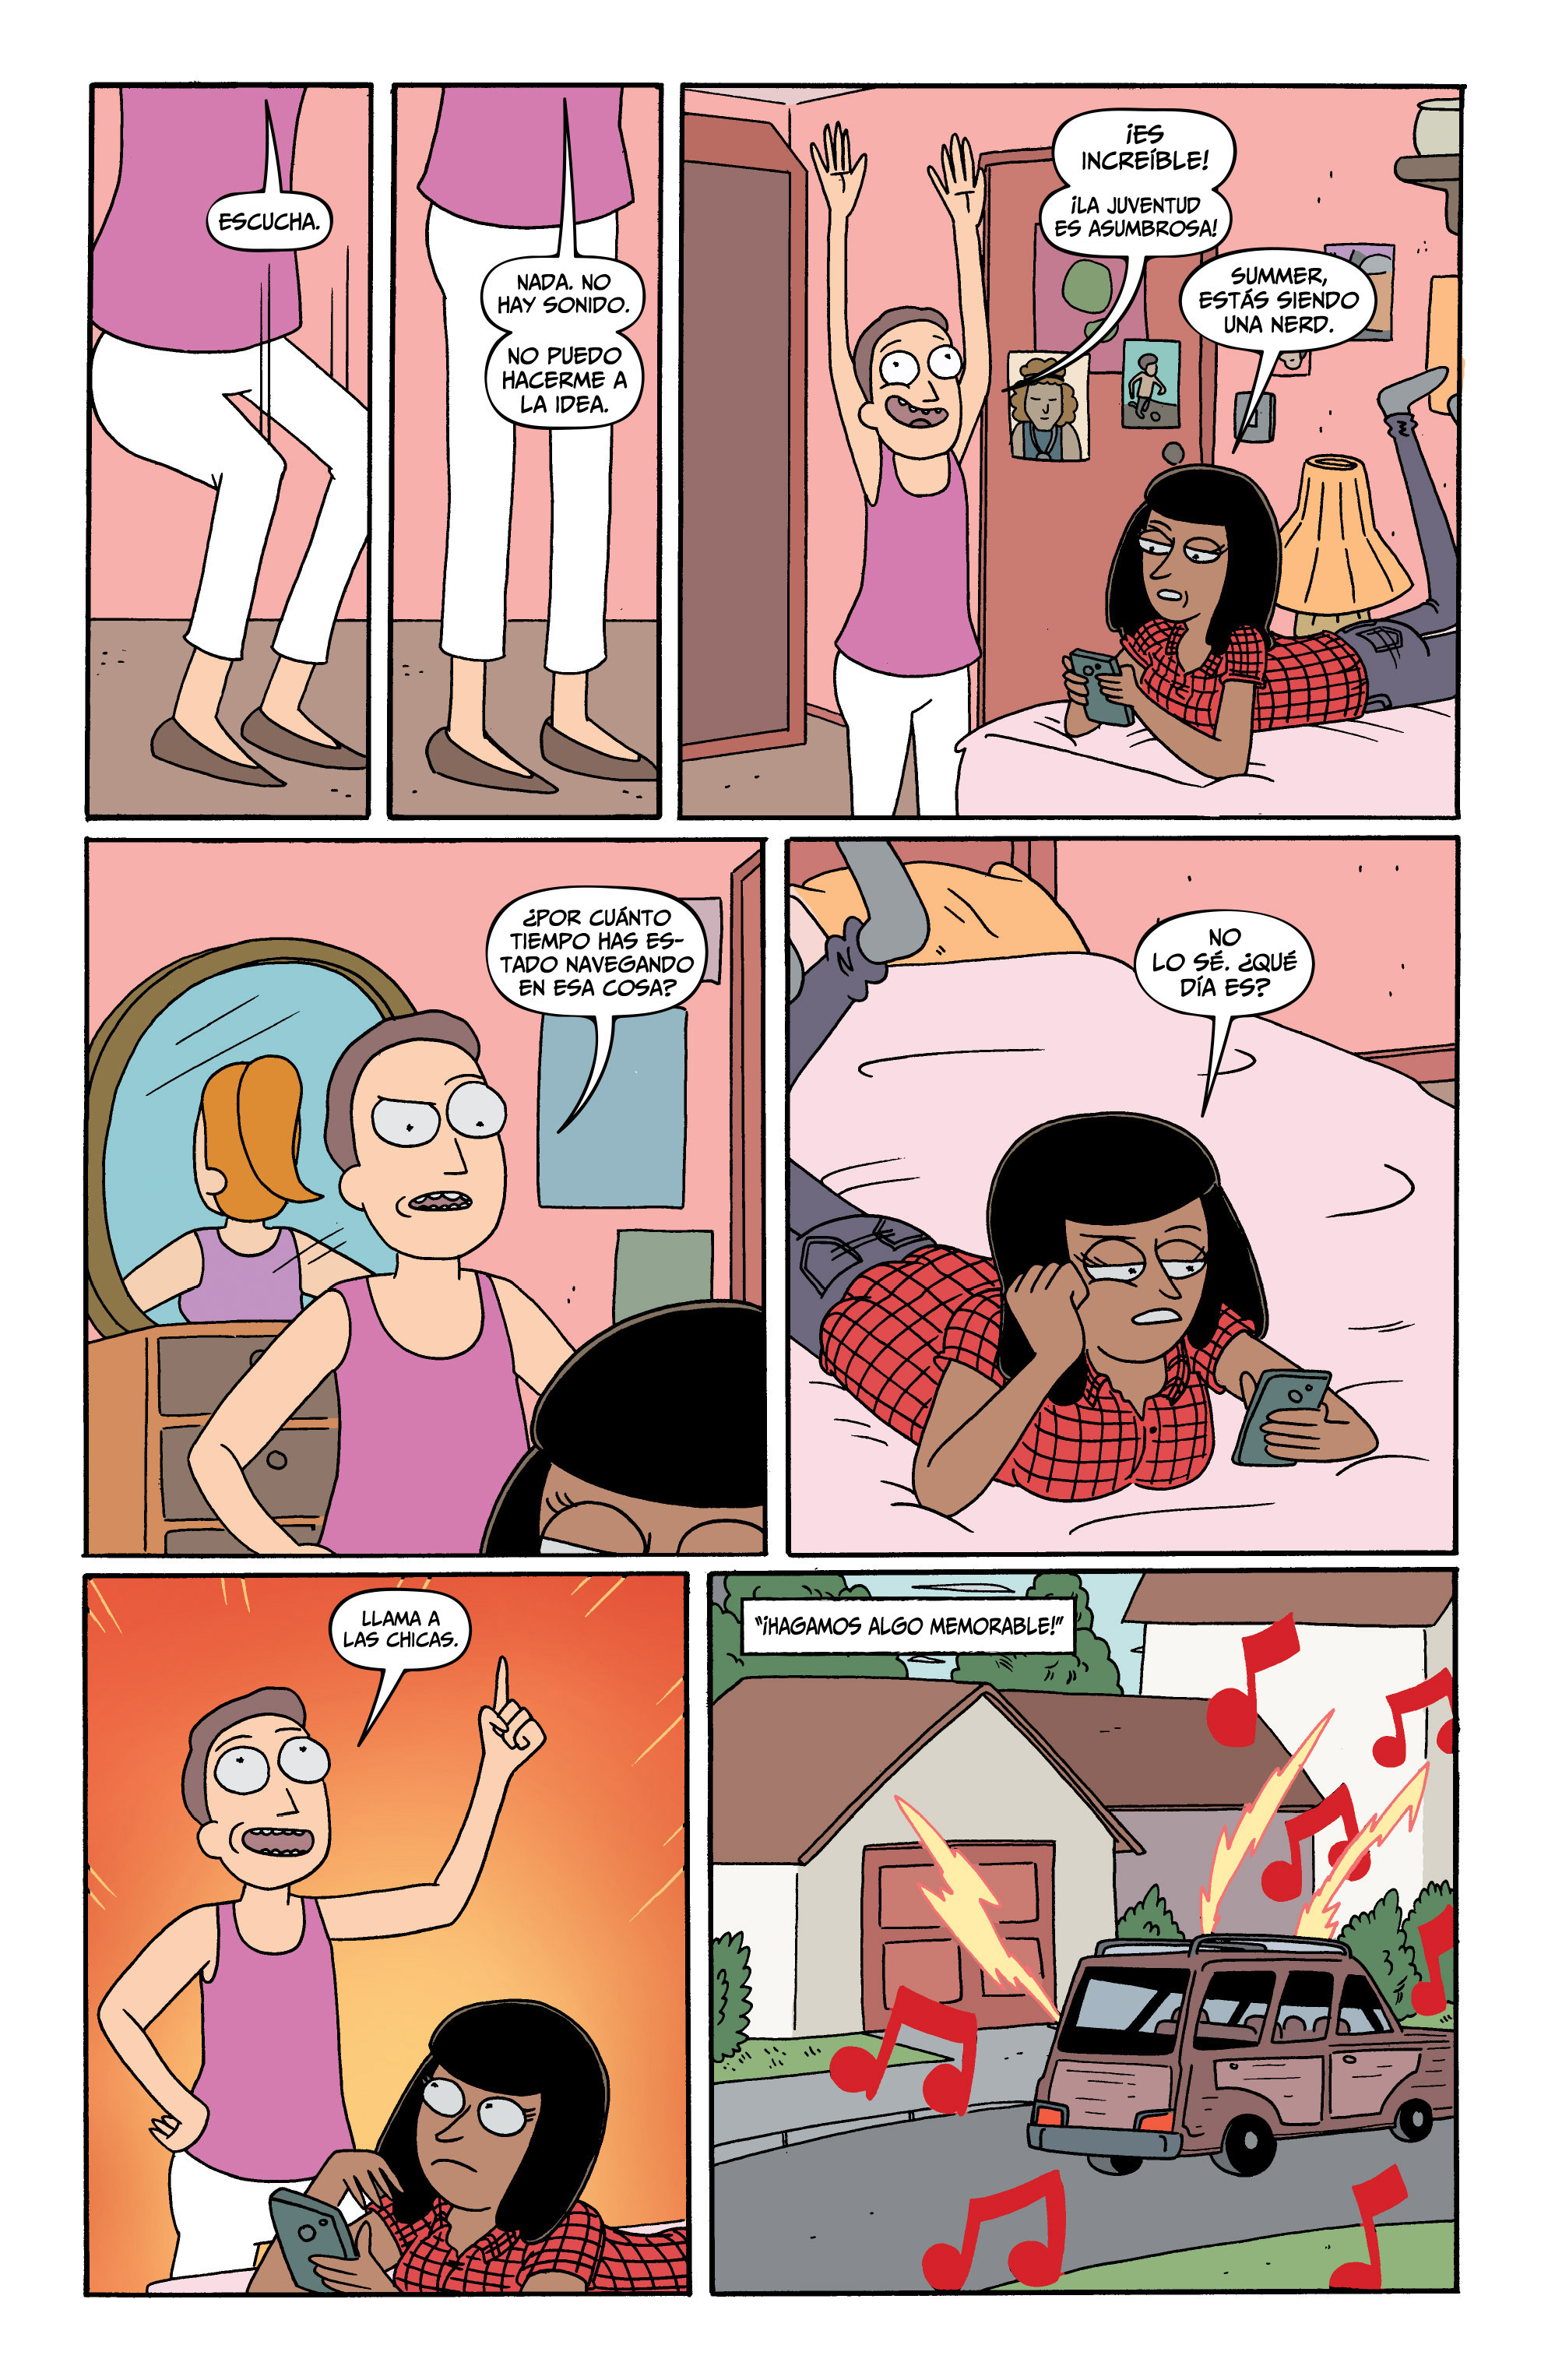 ESCUCHA.
NADA. NO
HAY SONIDO.
NO PUEDO
HACERME A
LA IDEA.
¡ES
INCREÍBLE!
¡LA JUVENTUD
ES ASUMBROSA!
SUMMER,
ESTÁS SIENDO
UNA NERD.
¿POR CUÁNTO
TIEMPO HAS ES-
TADO NAVEGANDO
EN ESA COSA?
NO
LO SÉ. ¿QUÉ
DÍA ES?
LLAMA A
LAS CHICAS.
"¡HAGAMOS ALGO MEMORABLE!"